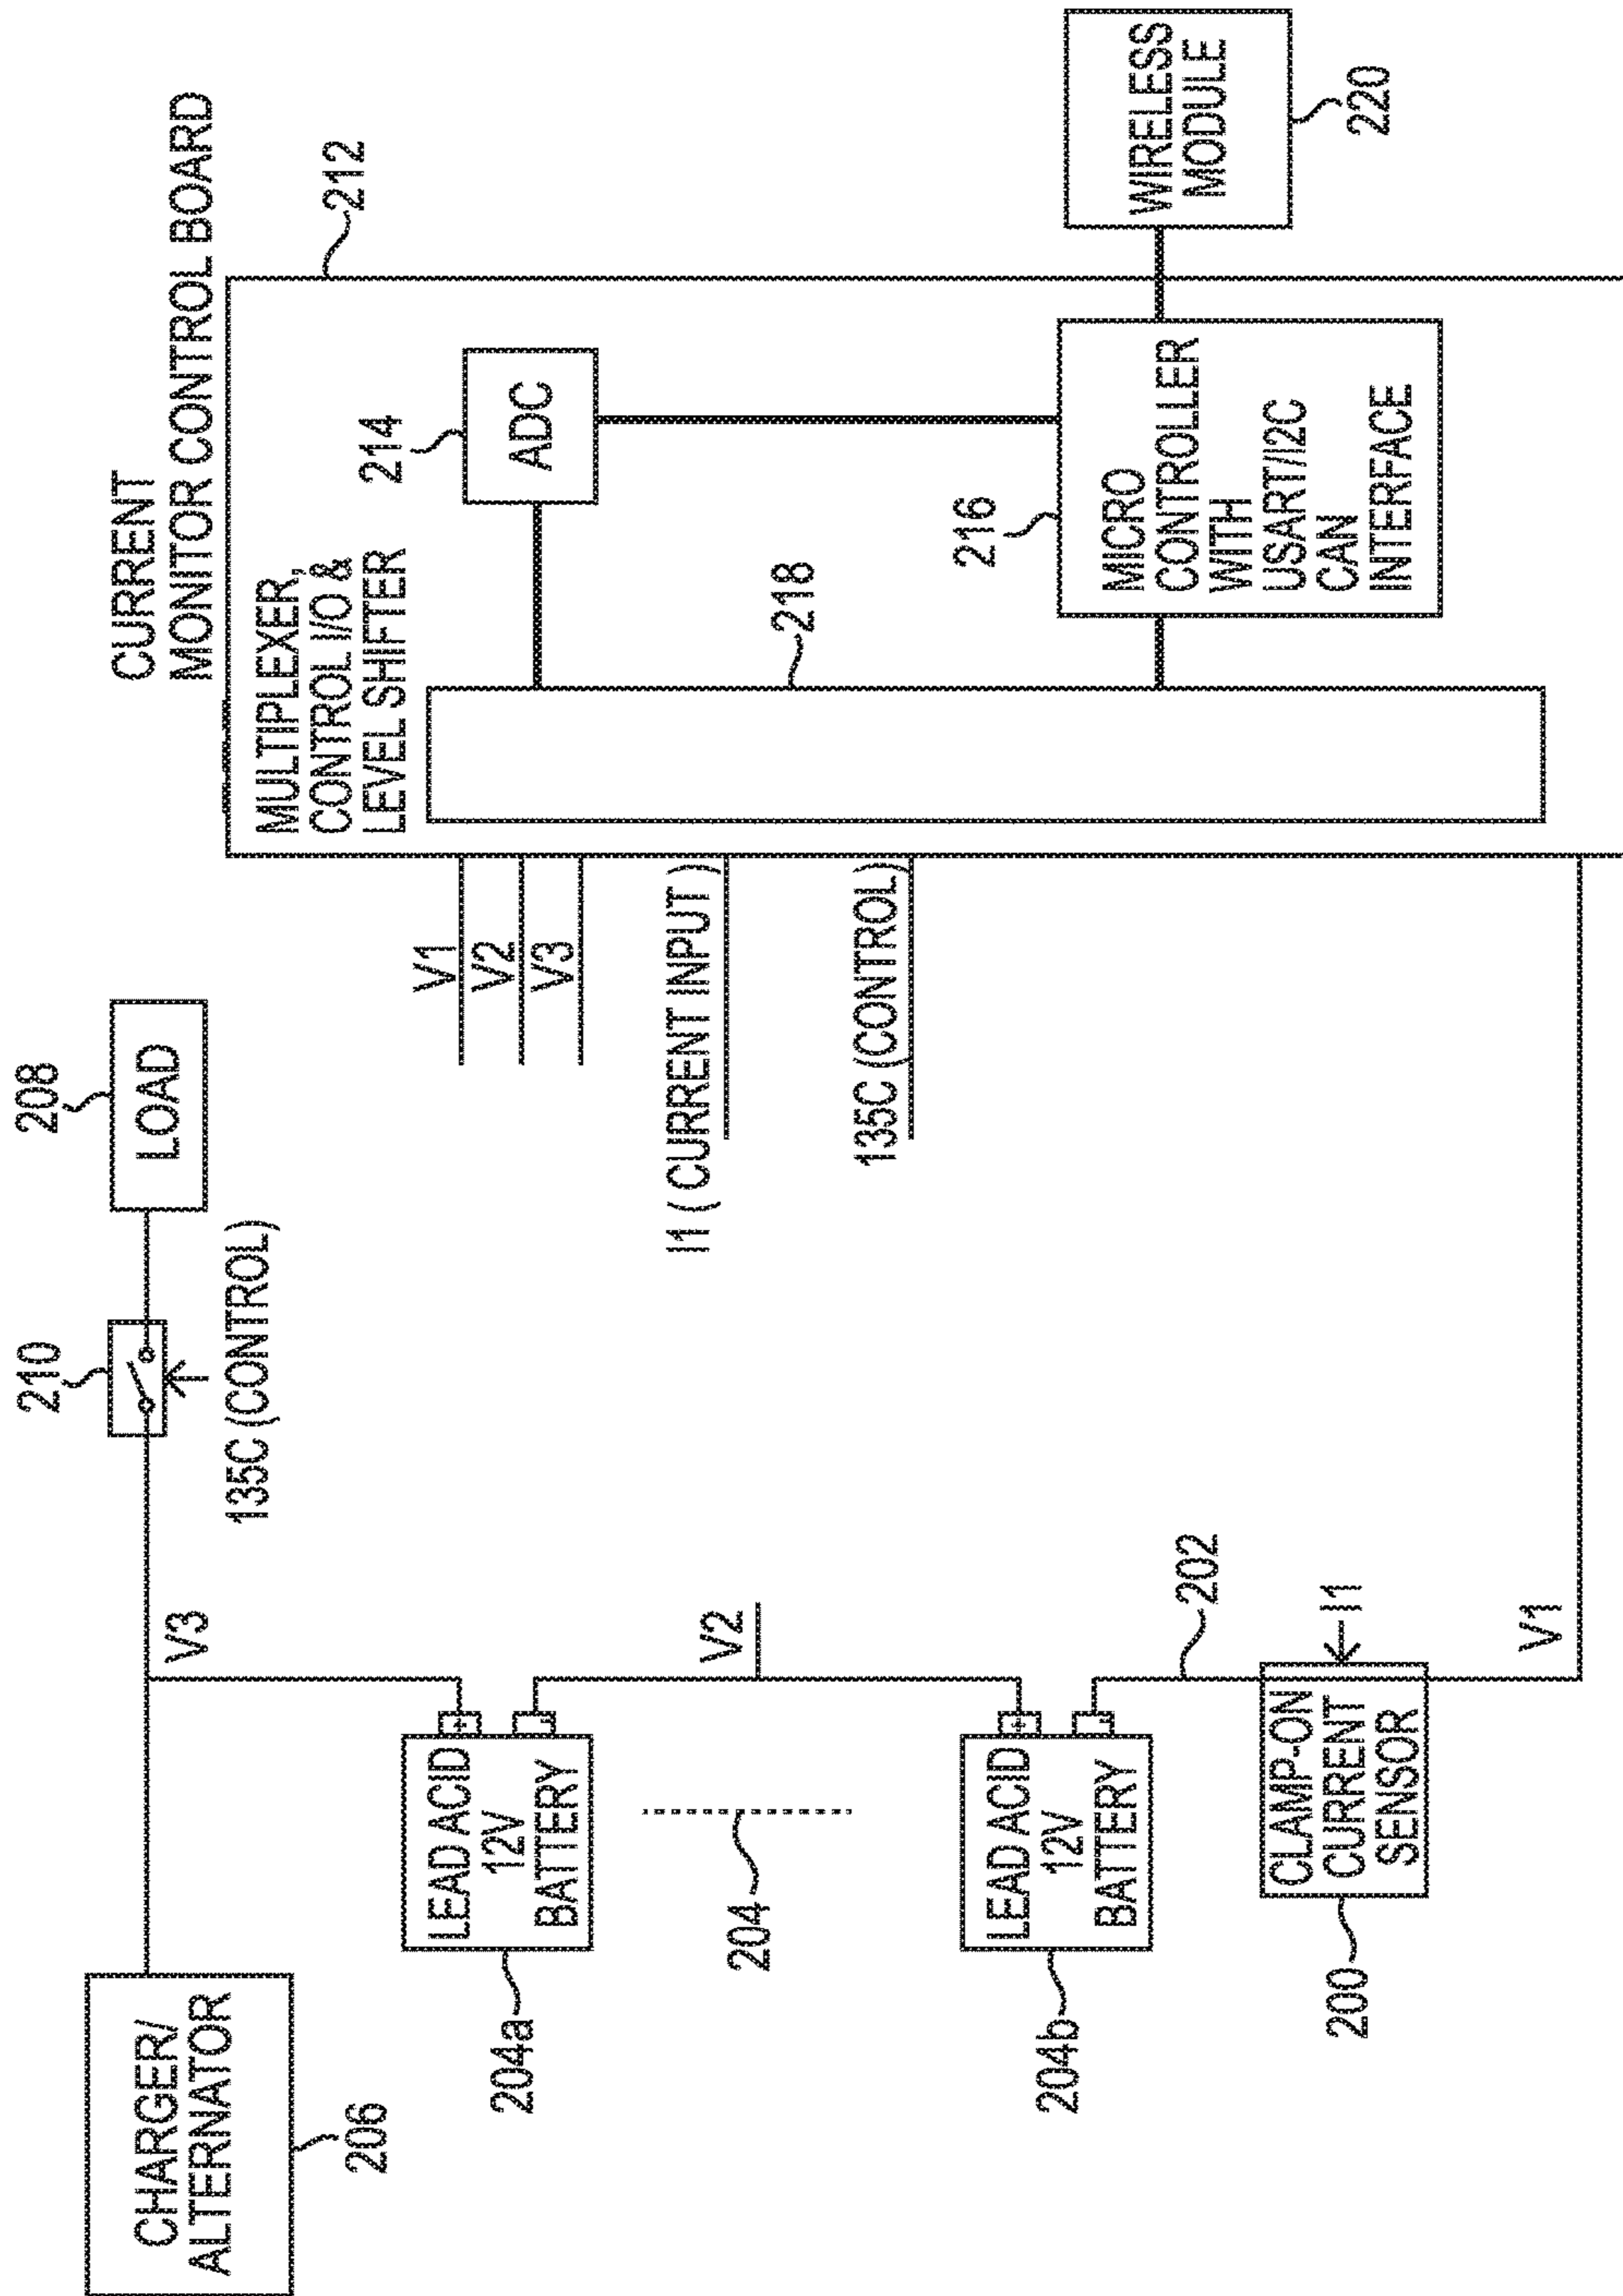 CURRENT
MONITOR CONTROL BOARD
212
MULTIPLEXER,
CONTROL I/O &
LEVEL SHIFTER
214
ADC
218
216
MICRO
CONTROLLER
WITH
USART/I2C
CAN
INTERFACE
WIRELESS
MODULE
220
208
LOAD
210
135C (CONTROL)
V1
V2
V3
I1 ( CURRENT INPUT )
135C (CONTROL)
CHARGER/
ALTERNATOR
206
V3
+
-
LEAD ACID
12V
BATTERY
204a
V2
204
+
-
LEAD ACID
12V
BATTERY
204b
202
CLAMP-ON
CURRENT
SENSOR
200
I1
V1